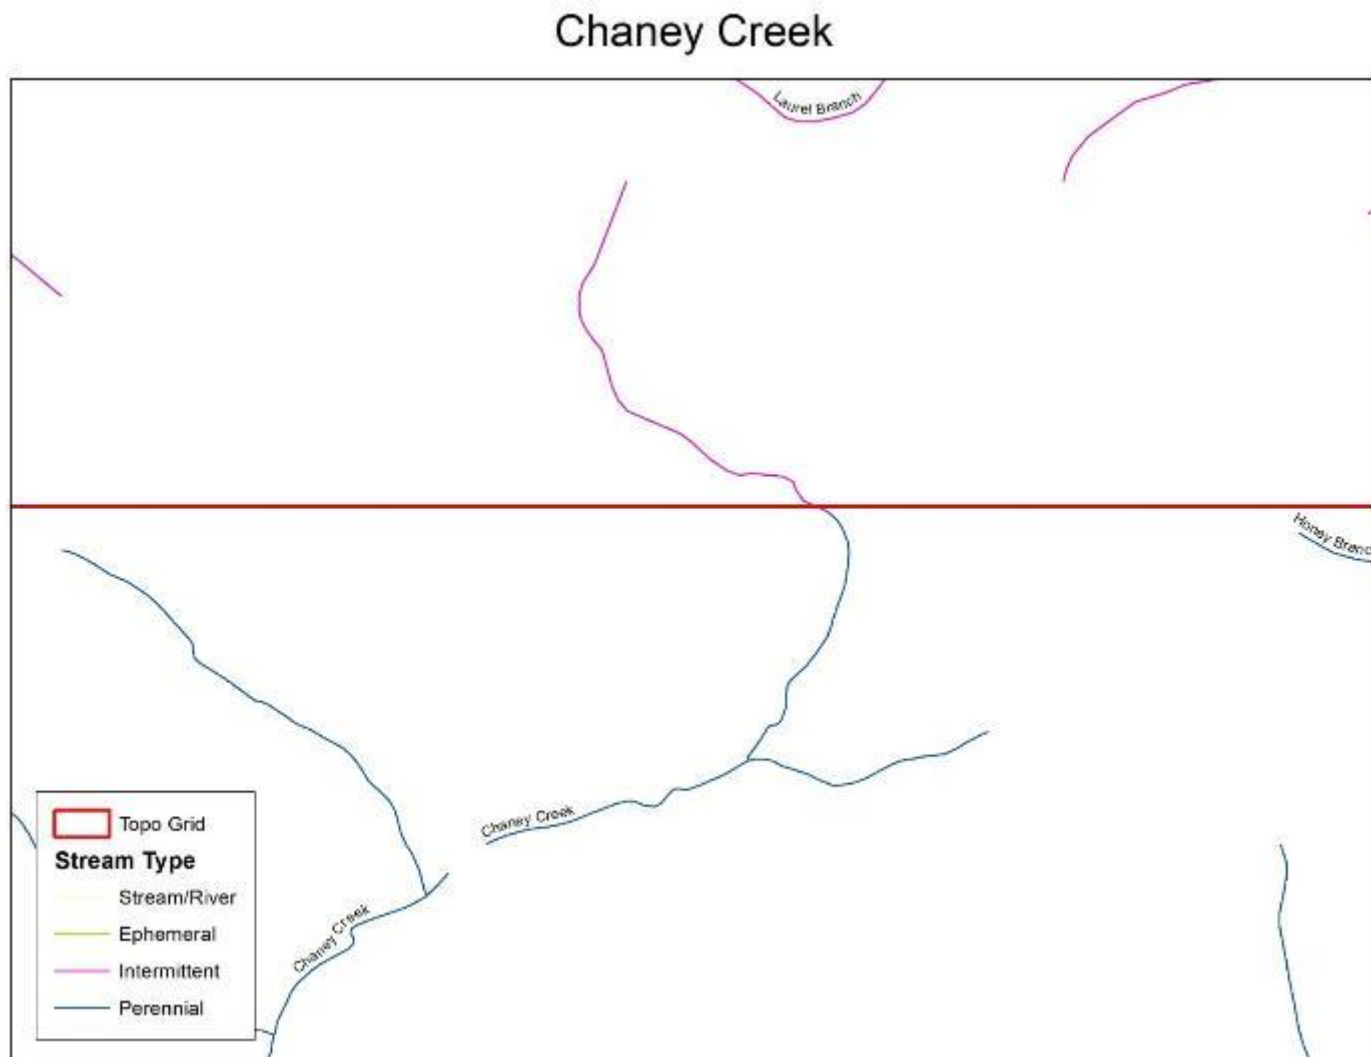 Chaney Creek
Laurel Branch
Honey Branc
Chaney Creek
Chaney Creek
Topo Grid
Stream Type
Stream/River
Ephemeral
Intermittent
Perennial